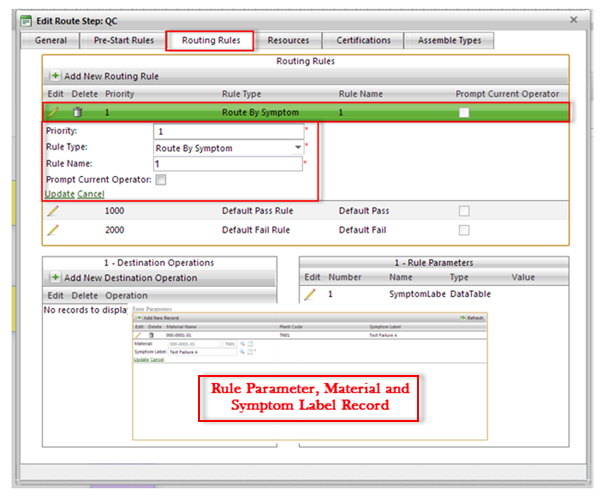 Edit Route Step: QC
General Pre-Start Rules Routing Rules Resources Certifications Assemble Types
Routing Rules
Add New Routing Rule
Edit Delete Priority Rule Type Rule Name Prompt Current Operator
1 Route By Symptom 1
Priority: 1 *
Rule Type: Route By Symptom *
Rule Name: 1 *
Prompt Current Operator:
Update Cancel
1000 Default Pass Rule Default Pass
2000 Default Fail Rule Default Fail
1 - Destination Operations
Add New Destination Operation
Edit Delete Operation
No records to display
1 - Rule Parameters
Edit Number Name Type Value
1 SymptomLabe DataTable
Enter Parameters
Add New Record Refresh
Edit Delete Material Name Plant Code Symptom Label
000-0001-01 TN01 Test Failure A
Material: 000-0001-01 TN01
Symptom Label: Test Failure A *
Update Cancel
Rule Parameter, Material and
Symptom Label Record